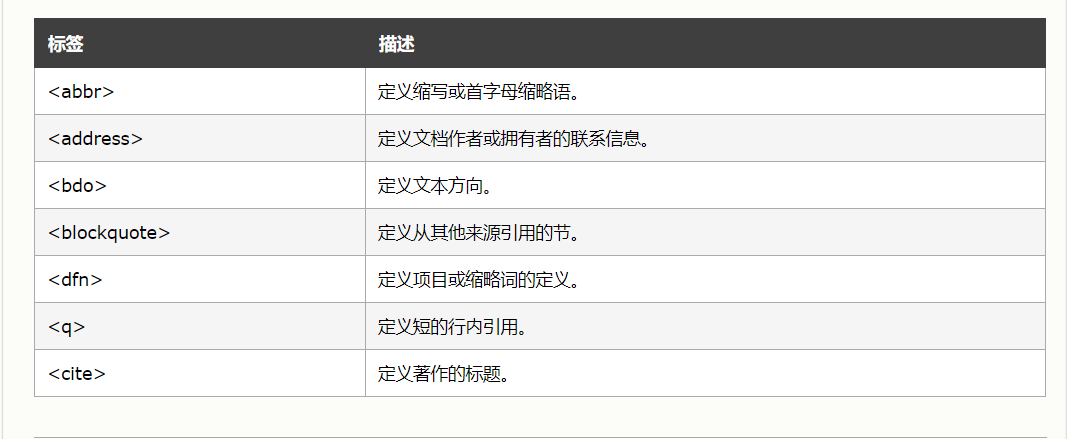 标签 描述
<abbr> 定义缩写或首字母缩略语。
<address> 定义文档作者或拥有者的联系信息。
<bdo> 定义文本方向。
<blockquote> 定义从其他来源引用的节。
<dfn> 定义项目或缩略词的定义。
<q> 定义短的行内引用。
<cite> 定义著作的标题。